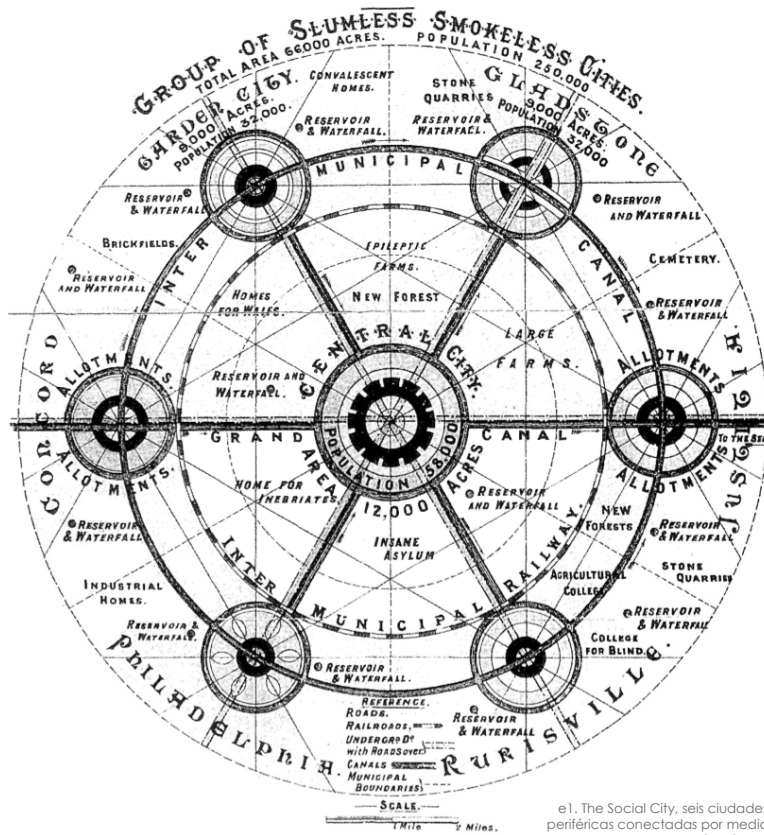 GROUP OF SLUMLESS SMOKELESS CITIES.
TOTAL AREA 66,000 ACRES. POPULATION 250,000
GARDEN CITY.
9,000 ACRES.
POPULATION 32,000.
CONVALESCENT
HOMES.
RESERVOIR
& WATERFALL.
STONE
QUARRIES
RESERVOIR &
WATERFALL.
GLADSTONE
9,000 ACRES.
POPULATION
32,000
INTER MUNICIPAL CANAL
RESERVOIR
& WATERFALL
RESERVOIR
AND WATERFALL
BRICKFIELDS.
RESERVOIR
AND WATERFALL
EPILEPTIC
FARMS.
CEMETERY.
HOMES
FOR WAIFS.
NEW FOREST
RESERVOIR
& WATERFALL
LARGE
FARMS.
CENTRAL CITY.
CONCORD
ALLOTMENTS.
ALLOTMENTS.
RESERVOIR AND
WATERFALL.
ALLOTMENTS
ALLOTMENTS
JUSTITIA
TO THE SEA
GRAND CANAL
POPULATION 58,000
AREA 12,000 ACRES
HOME FOR
INEBRIATES.
RESERVOIR
AND WATERFALL
INSANE
ASYLUM
NEW
FORESTS
RESERVOIR
& WATERFALL
RESERVOIR
& WATERFALL
STONE
QUARRIES
INTER MUNICIPAL RAILWAY.
AGRICULTURAL
COLLEGE
INDUSTRIAL
HOMES.
RESERVOIR &
WATERFALL.
RESERVOIR
& WATERFALL
COLLEGE
FOR BLIND.
RESERVOIR
& WATERFALL.
PHILADELPHIA.
RURISVILLE.
RESERVOIR
& WATERFALL
REFERENCE.
ROADS.
RAILROADS,
UNDERGRD Do
with ROADS over.
CANALS
MUNICIPAL
BOUNDARIES
SCALE.
1 Mile 2 Miles.
e1. The Social City, seis ciudades
periféricas conectadas por medio